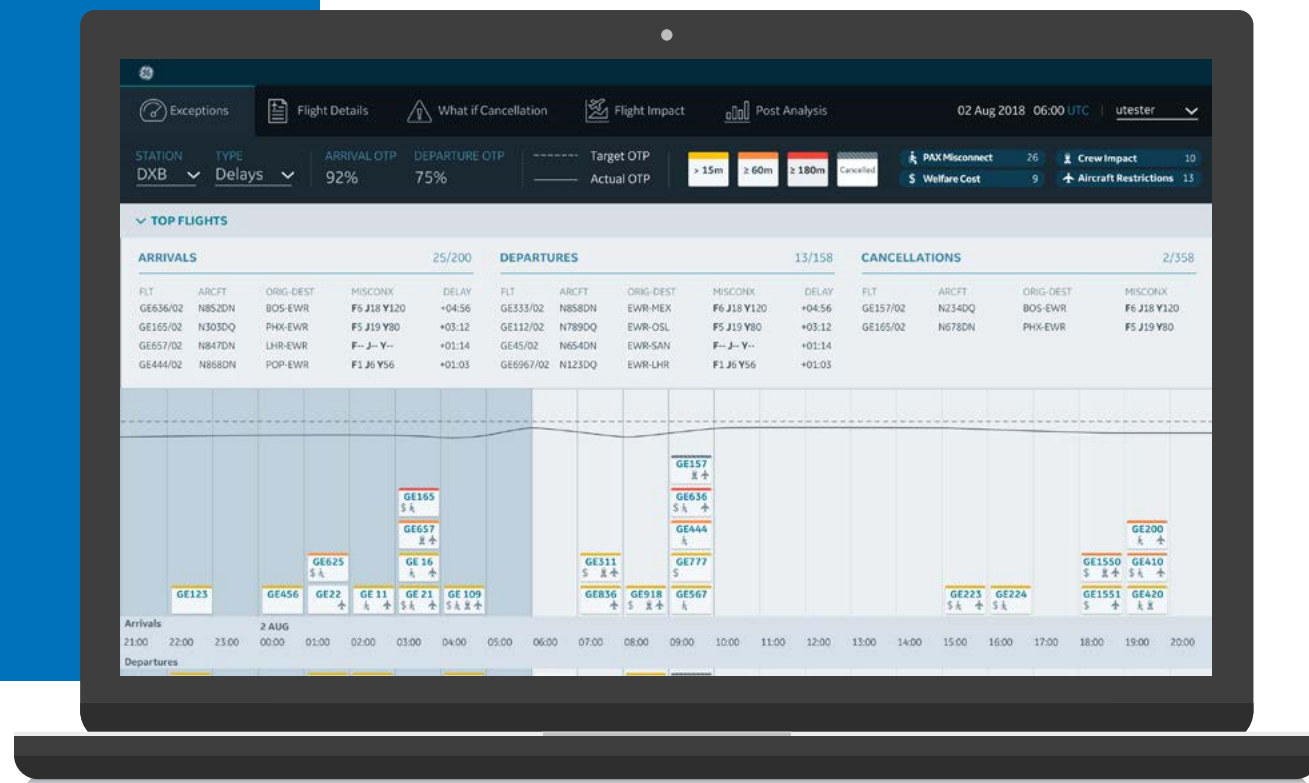 Exceptions Flight Details What if Cancellation Flight Impact Post Analysis 02 Aug 2018 06:00 UTC utester
STATION TYPE ARRIVAL OTP DEPARTURE OTP Target OTP PAX Misconnect 26 Crew Impact 10
DXB Delays 92% 75% Actual OTP > 15m ≥ 60m ≥ 180m Cancelled $ Welfare Cost 9 Aircraft Restrictions 13
TOP FLIGHTS
ARRIVALS 25/200 DEPARTURES 13/158 CANCELLATIONS 2/358
FLT ARCFT ORIG-DEST MISCONX DELAY FLT ARCFT ORIG-DEST MISCONX DELAY FLT ARCFT ORIG-DEST MISCONX
GE636/02 N852DN BOS-EWR F6 J18 Y120 +04:56 GE333/02 N858DN EWR-MEX F6 J18 Y120 +04:56 GE157/02 N234DQ BOS-EWR F6 J18 Y120
GE165/02 N303DQ PHX-EWR F5 J19 Y80 +03:12 GE112/02 N789DQ EWR-OSL F5 J19 Y80 +03:12 GE165/02 N678DN PHX-EWR F5 J19 Y80
GE657/02 N847DN LHR-EWR F-- J-- Y-- +01:14 GE45/02 N654DN EWR-SAN F-- J-- Y-- +01:14
GE444/02 N868DN POP-EWR F1 J6 Y56 +01:03 GE6967/02 N123DQ EWR-LHR F1 J6 Y56 +01:03
GE157
GE165 GE636
$ $
GE657 GE444 GE200
GE625 GE 16 GE311 GE777 GE1550 GE410
$ $ $ $ $
GE123 GE456 GE22 GE 11 GE 21 GE 109 GE836 GE918 GE567 GE223 GE224 GE1551 GE420
$ $ $ $ $ $
Arrivals 2 AUG
21:00 22:00 23:00 00:00 01:00 02:00 03:00 04:00 05:00 06:00 07:00 08:00 09:00 10:00 11:00 12:00 13:00 14:00 15:00 16:00 17:00 18:00 19:00 20:00
Departures